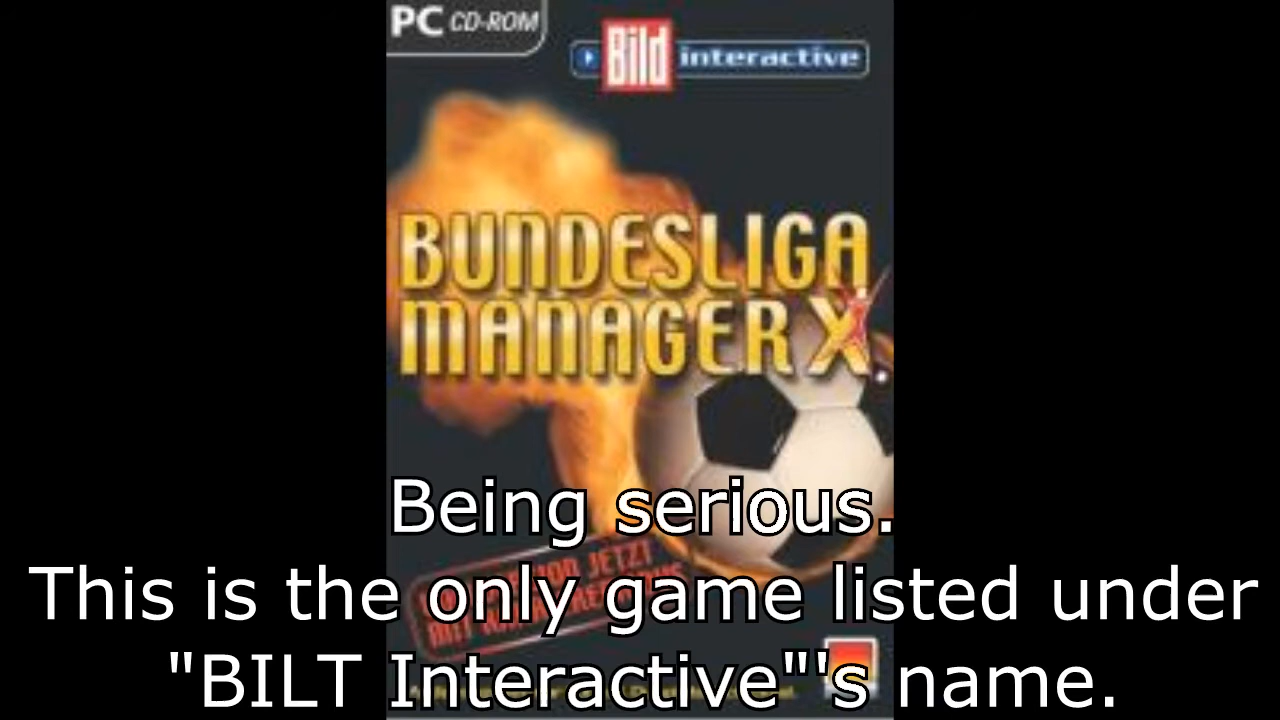 PC CD-ROM
Bild interactive
BUNDESLIGA
MANAGER X
Being serious.
JETZT
This is the only game listed under
"BILT Interactive"'s name.